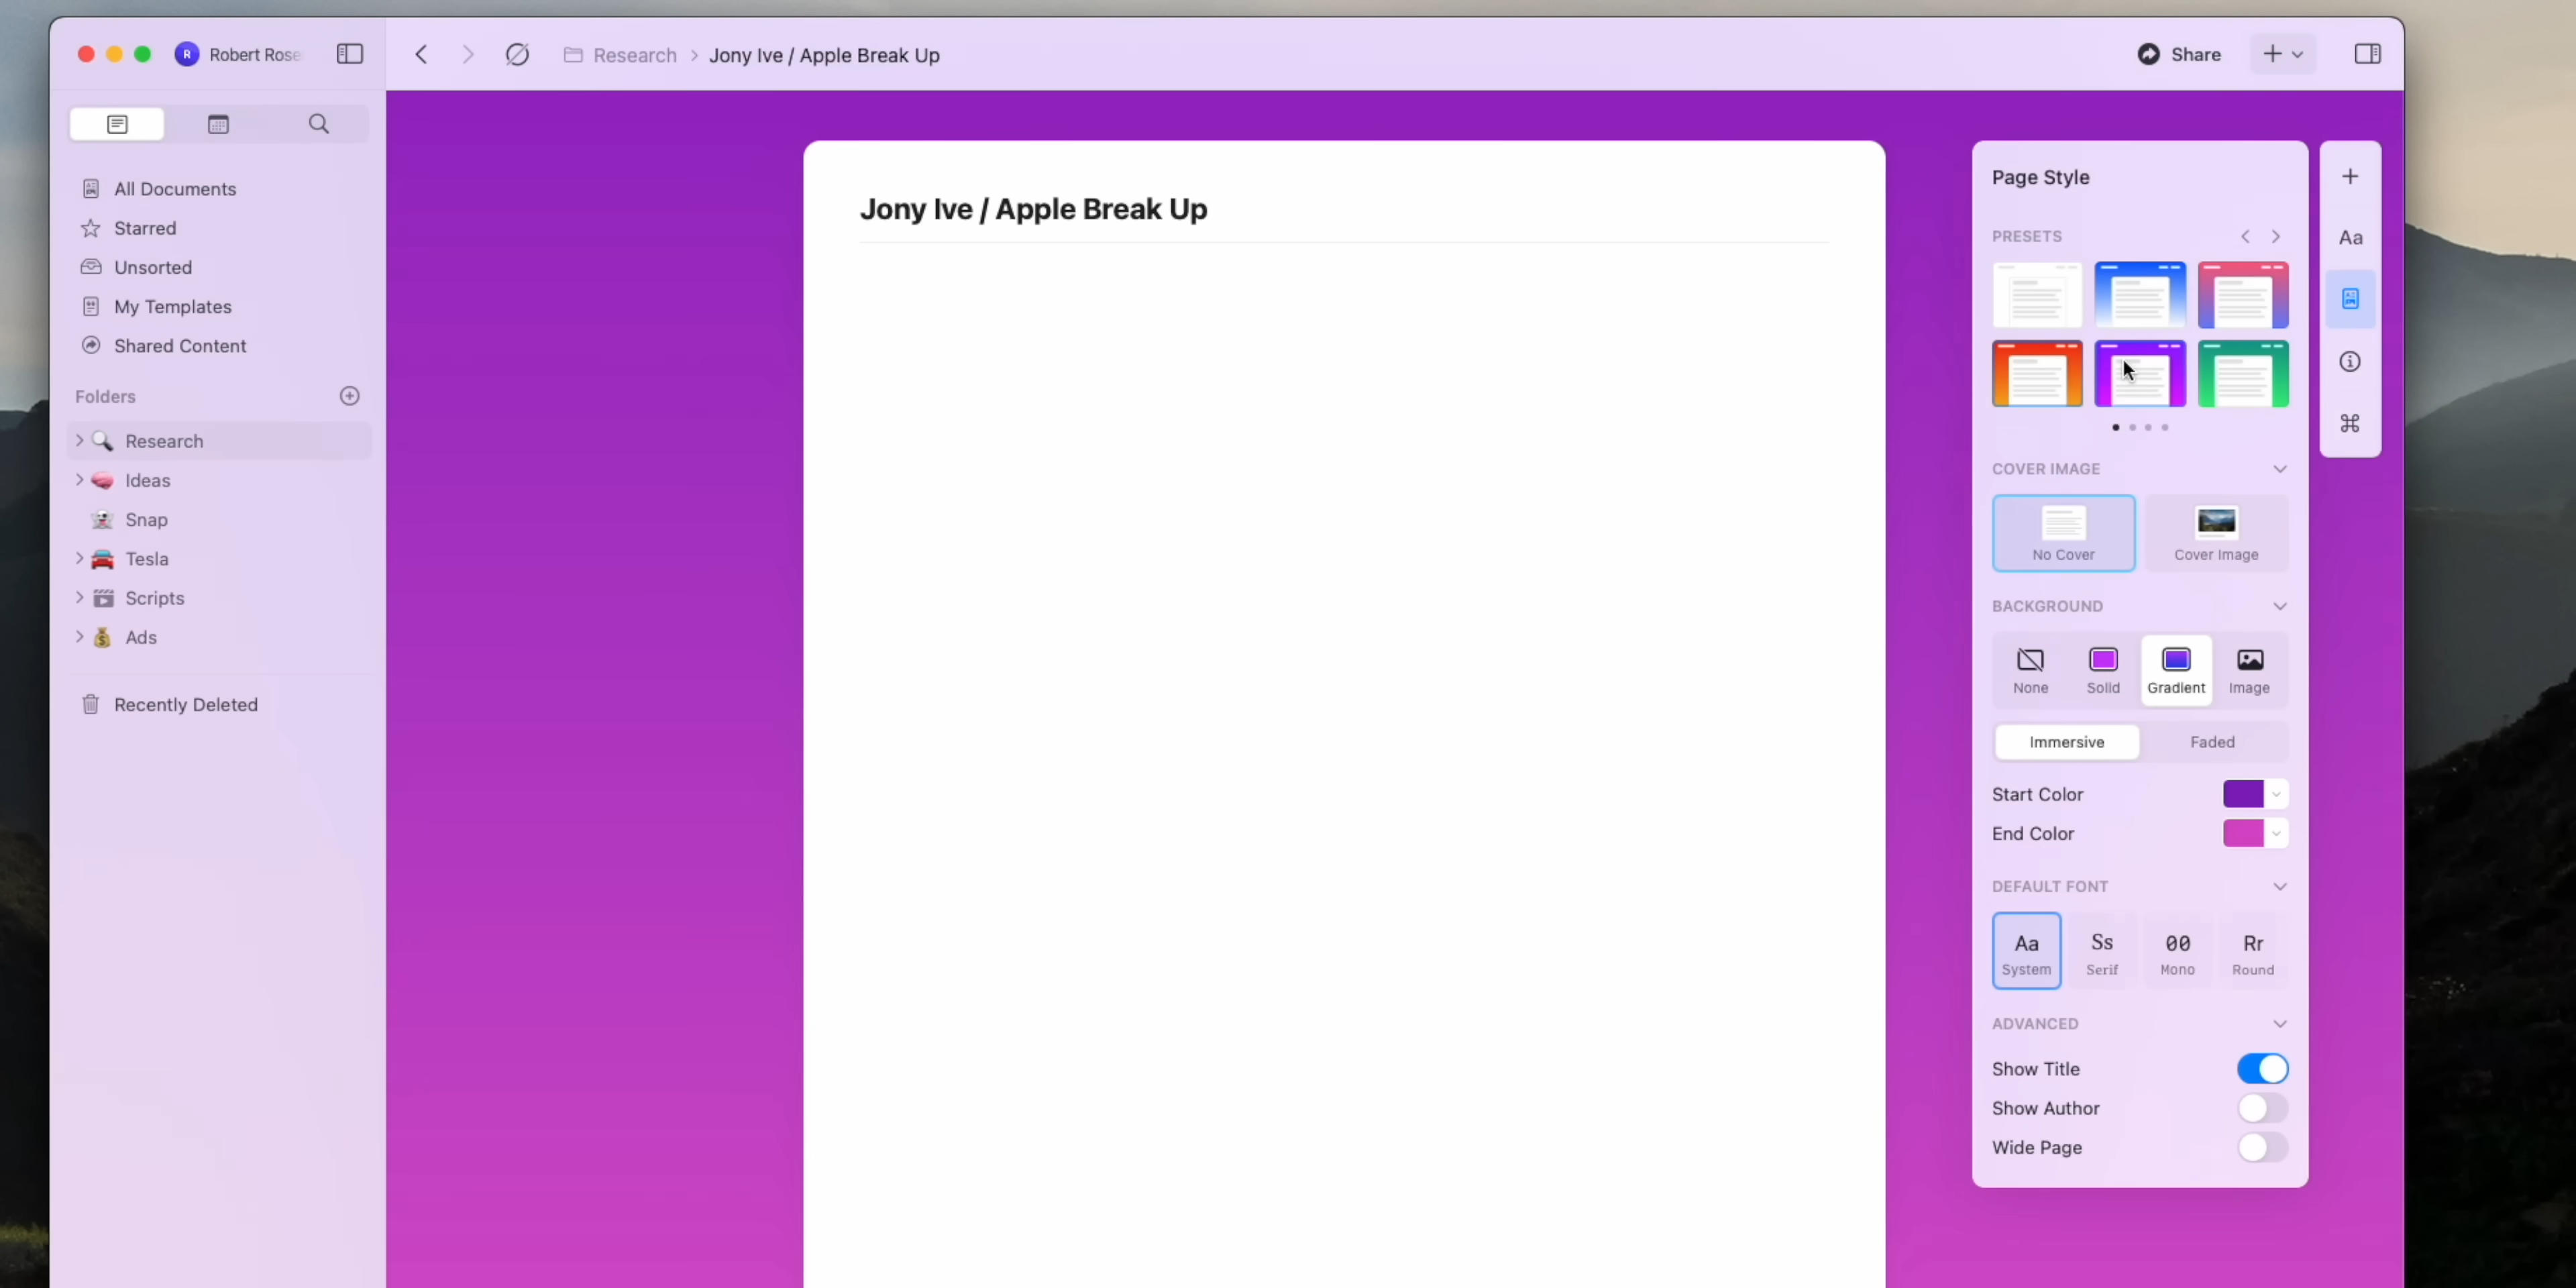 Robert Rose
Research > Jony Ive / Apple Break Up
Share
All Documents
Starred
Unsorted
My Templates
Shared Content
Folders
Research
Ideas
Snap
Tesla
Scripts
Ads
Recently Deleted
Jony Ive / Apple Break Up
Page Style
PRESETS
COVER IMAGE
No Cover
Cover Image
BACKGROUND
None
Solid
Gradient
Image
Immersive
Faded
Start Color
End Color
DEFAULT FONT
Aa
System
Ss
Serif
00
Mono
Rr
Round
ADVANCED
Show Title
Show Author
Wide Page
Aa